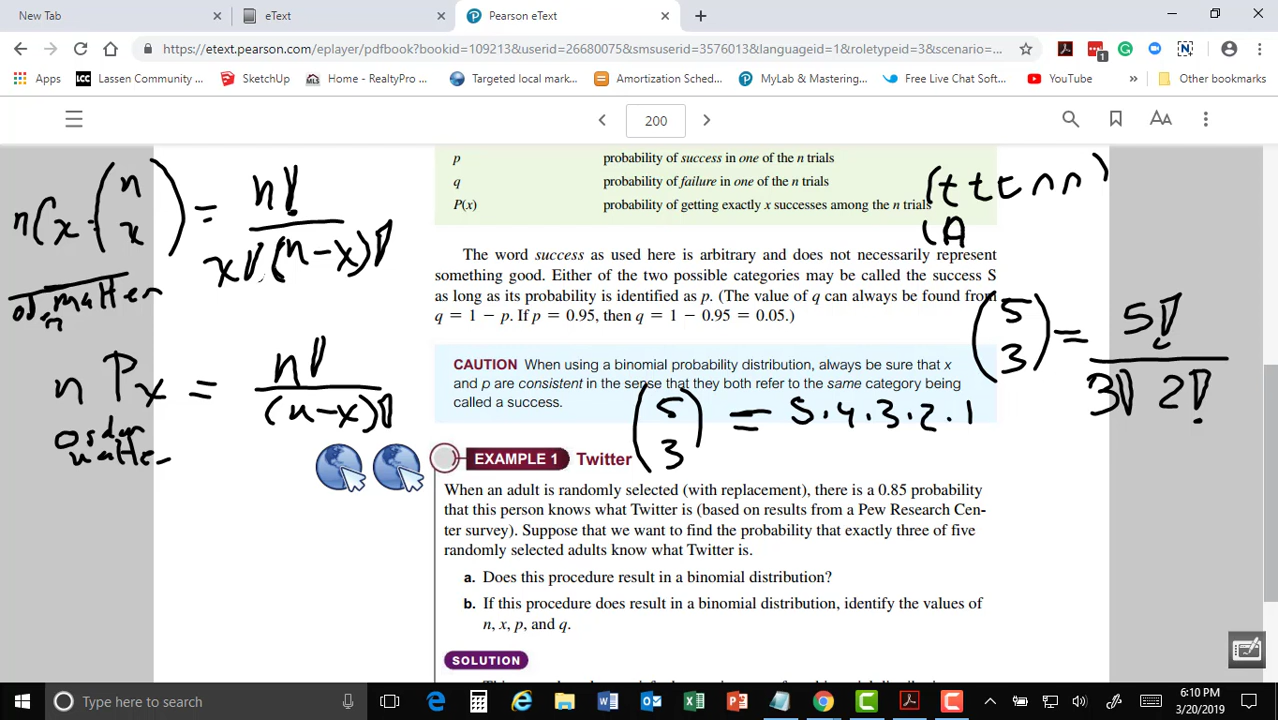 New Tab
eText
Pearson eText
https://etext.pearson.com/eplayer/pdfbook?bookid=109213&userid=26680075&smsuserid=3576013&languageid=1&roletypeid=3&scenario=...
Apps
Lassen Community ...
SketchUp
Home - RealtyPro ...
Targeted local mark...
Amortization Sched...
MyLab & Mastering...
Free Live Chat Soft...
YouTube
»
Other bookmarks
1
200
p probability of success in one of the n trials
q probability of failure in one of the n trials
P(x) probability of getting exactly x successes among the n trials
(t t t n n)
(A
nCx - (n x) = n! / x! (n-x)!
matter
The word success as used here is arbitrary and does not necessarily represent
something good. Either of the two possible categories may be called the success S
as long as its probability is identified as p. (The value of q can always be found from
q = 1 − p. If p = 0.95, then q = 1 − 0.95 = 0.05.)
(5 3) = 5! / 3! 2!
CAUTION When using a binomial probability distribution, always be sure that x
and p are consistent in the sense that they both refer to the same category being
called a success.
n P x = n! / (n-x)!
(5 3) = 5.4.3.2.1
EXAMPLE 1 Twitter
When an adult is randomly selected (with replacement), there is a 0.85 probability
that this person knows what Twitter is (based on results from a Pew Research Cen-
ter survey). Suppose that we want to find the probability that exactly three of five
randomly selected adults know what Twitter is.
a. Does this procedure result in a binomial distribution?
b. If this procedure does result in a binomial distribution, identify the values of
n, x, p, and q.
SOLUTION
Type here to search
6:10 PM
3/20/2019